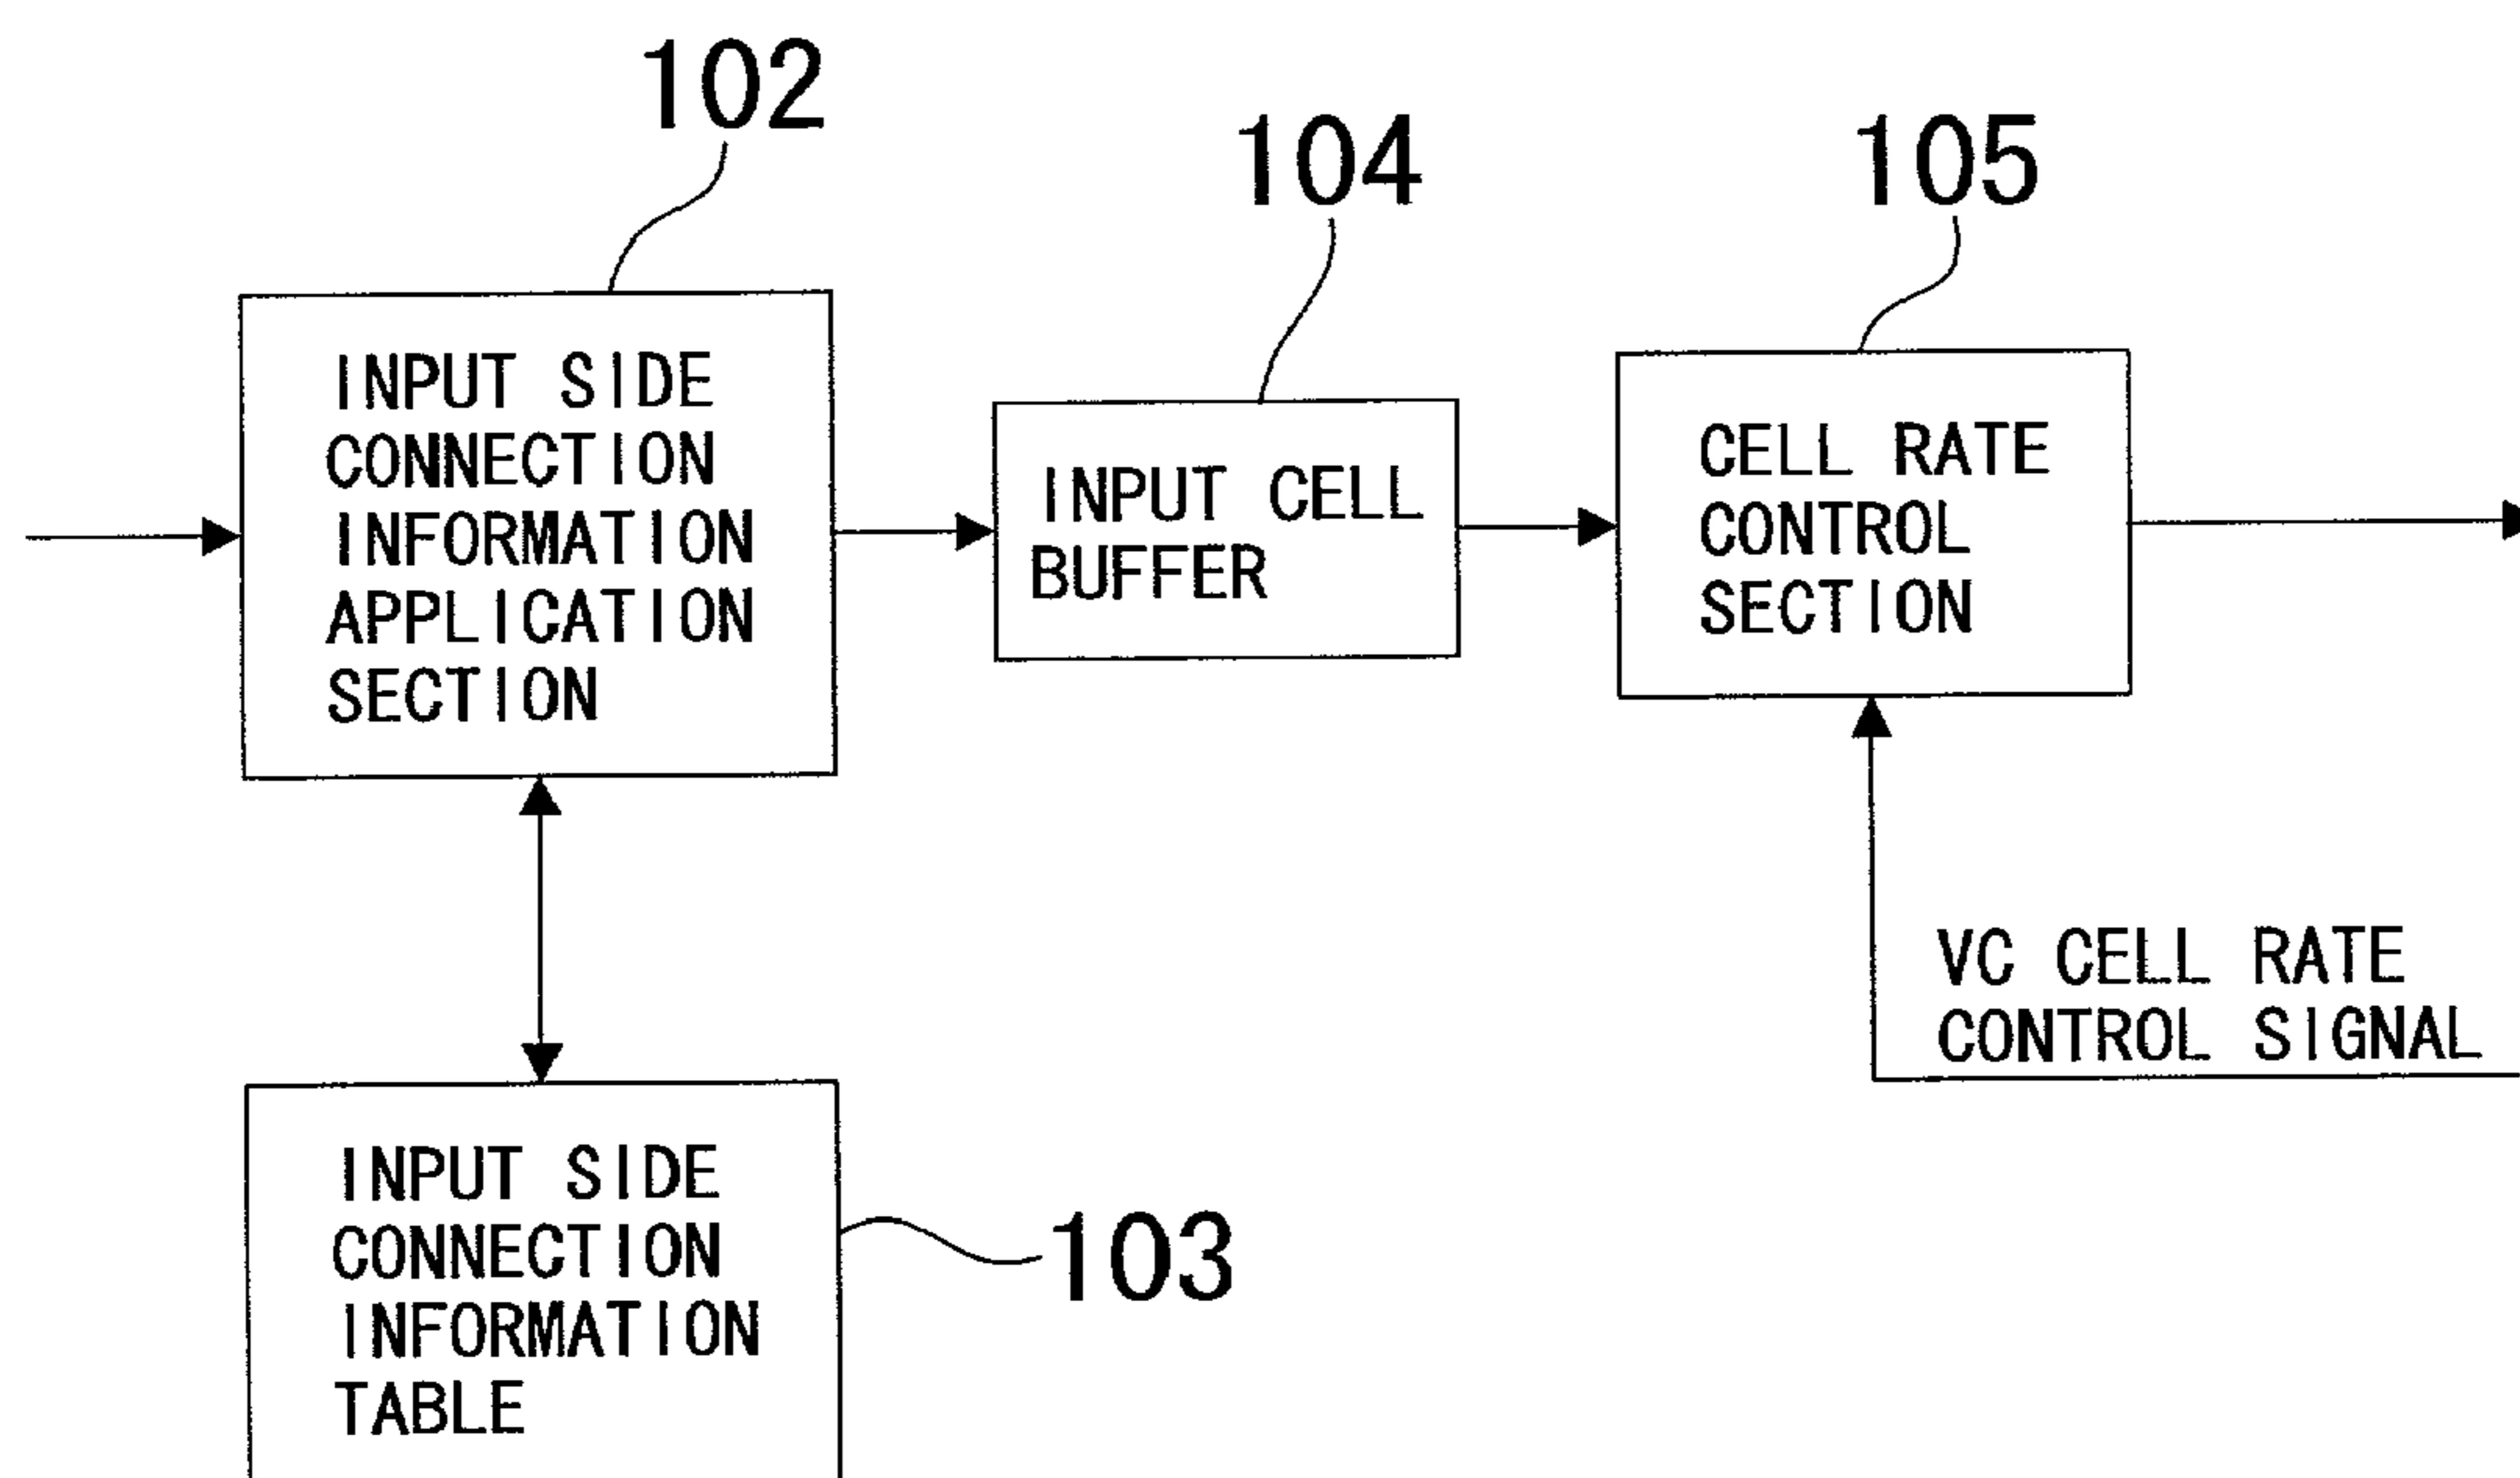 102
104
105
INPUT SIDE
CONNECTION
INFORMATION
APPLICATION
SECTION
INPUT CELL
BUFFER
CELL RATE
CONTROL
SECTION
VC CELL RATE
CONTROL SIGNAL
INPUT SIDE
CONNECTION
INFORMATION
TABLE
103